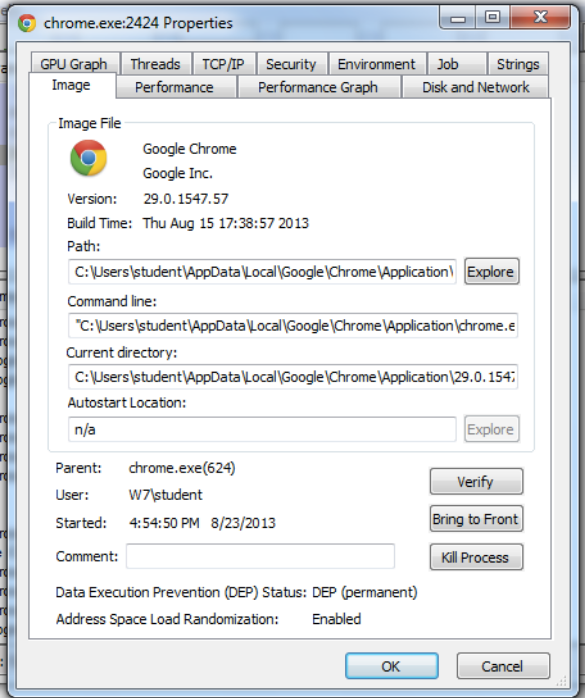 chrome.exe:2424 Properties
GPU Graph Threads TCP/IP Security Environment Job Strings
Image Performance Performance Graph Disk and Network
Image File
Google Chrome
Google Inc.
Version: 29.0.1547.57
Build Time: Thu Aug 15 17:38:57 2013
Path:
C:\Users\student\AppData\Local\Google\Chrome\Application\ Explore
Command line:
"C:\Users\student\AppData\Local\Google\Chrome\Application\chrome.e
Current directory:
C:\Users\student\AppData\Local\Google\Chrome\Application\29.0.1547
Autostart Location:
n/a Explore
Parent: chrome.exe(624)
Verify
User: W7\student
Started: 4:54:50 PM 8/23/2013
Bring to Front
Comment:
Kill Process
Data Execution Prevention (DEP) Status: DEP (permanent)
Address Space Load Randomization: Enabled
OK Cancel